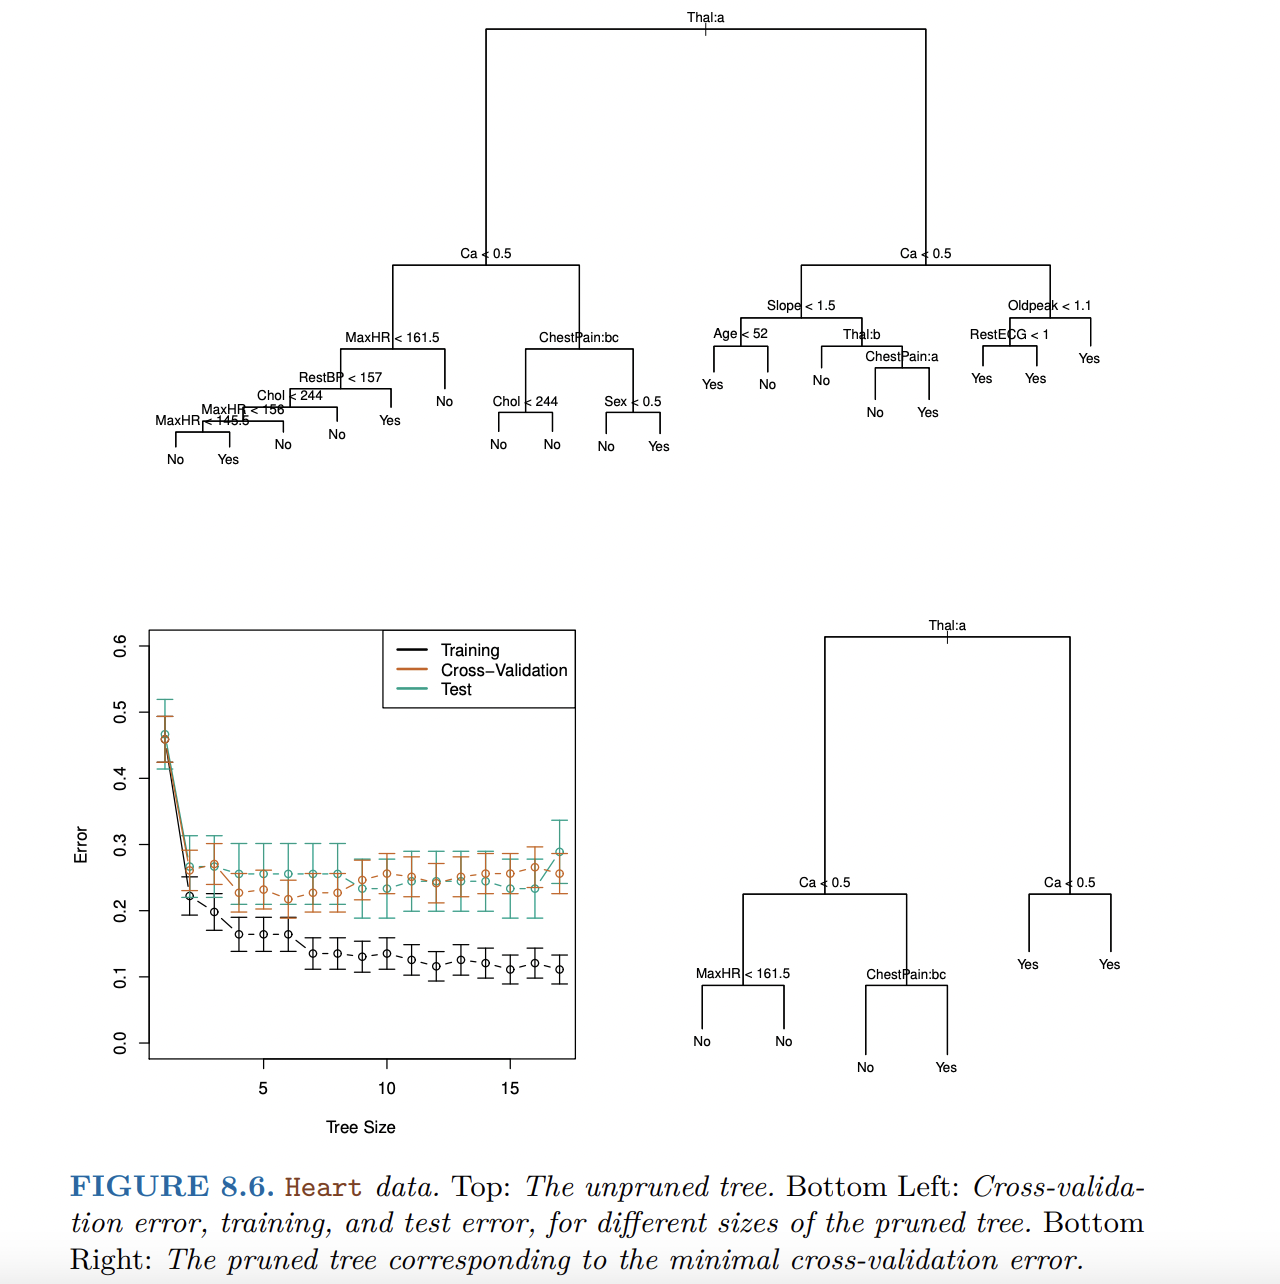 Thal:a
Ca < 0.5
Ca < 0.5
Slope < 1.5
Oldpeak < 1.1
MaxHR < 161.5
ChestPain:bc
Age < 52
Thal:b
RestECG < 1
ChestPain:a
Yes
RestBP < 157
Yes
No
No
Yes
Yes
Chol < 244
No
Chol < 244
Sex < 0.5
No
Yes
MaxHR < 156
Yes
MaxHR < 145.5
No
No
No
No
No
Yes
No
Yes
Training
Cross−Validation
Test
0.6
0.5
0.4
0.3
0.2
0.1
0.0
Error
5
10
15
Tree Size
Thal:a
Ca < 0.5
Ca < 0.5
Yes
Yes
MaxHR < 161.5
ChestPain:bc
No
No
No
Yes
FIGURE 8.6. Heart data. Top: The unpruned tree. Bottom Left: Cross-valida-
tion error, training, and test error, for different sizes of the pruned tree. Bottom
Right: The pruned tree corresponding to the minimal cross-validation error.